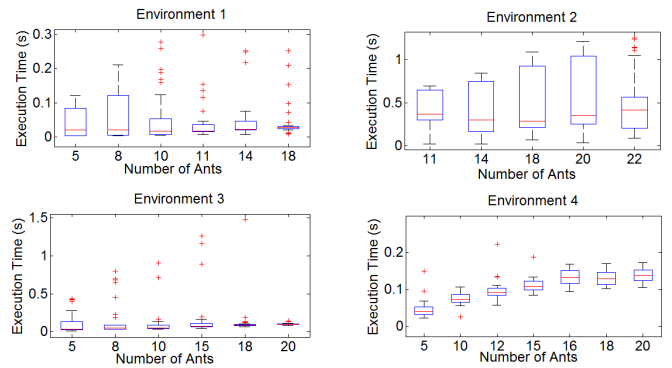 Environment 1
Execution Time (s)
0.3
0.2
0.1
0
5 8 10 11 14 18
Number of Ants
Environment 2
Execution Time (s)
1
0.5
0
11 14 18 20 22
Number of Ants
Environment 3
Execution Time (s)
1.5
1
0.5
0
5 8 10 15 18 20
Number of Ants
Environment 4
Execution Time (s)
0.2
0.1
0
5 10 12 15 16 18 20
Number of Ants